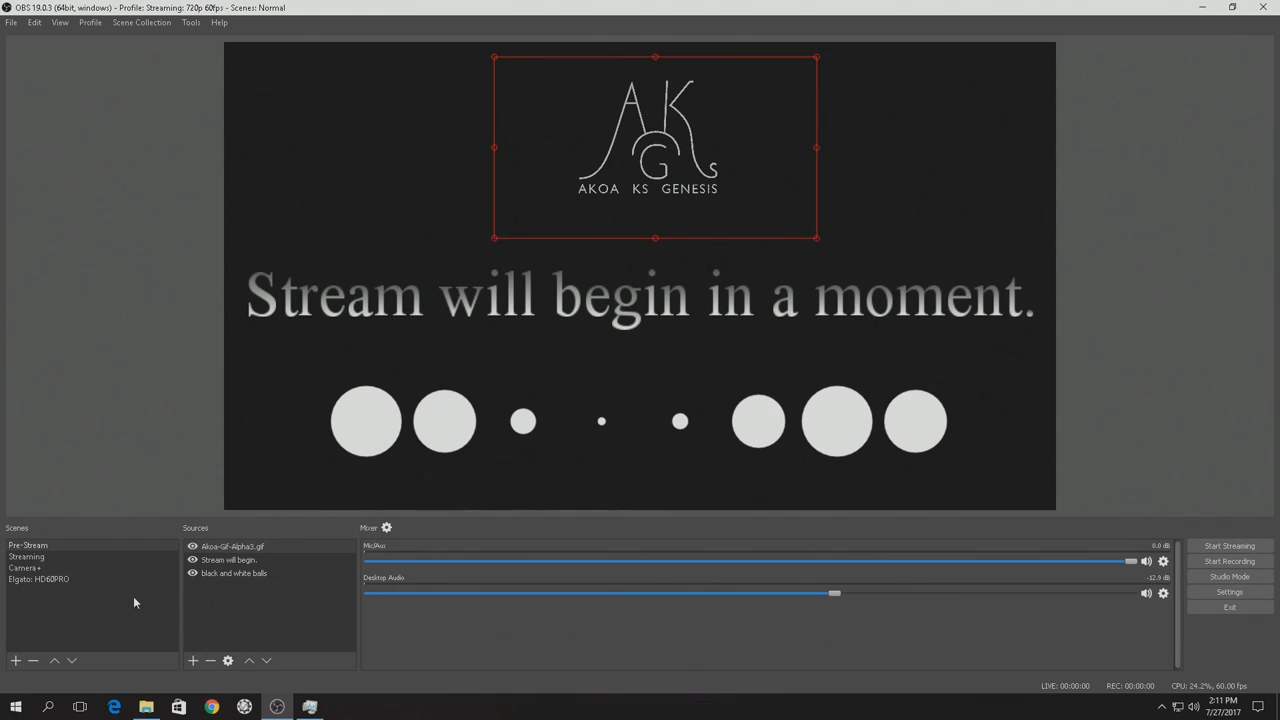 OBS 19.0.3 (64bit, windows) - Profile: Streaming: 720p 60fps - Scenes: Normal
File Edit View Profile Scene Collection Tools Help
AKGs
AKOA KS GENESIS
Stream will begin in a moment.
Scenes
Pre-Stream
Streaming
Camera+
Elgato: HD60PRO
Sources
Akoa-Gif-Alpha3.gif
Stream will begin.
black and white balls
Mixer
Mic/Aux 0.0 dB
Desktop Audio -12.9 dB
Start Streaming
Start Recording
Studio Mode
Settings
Exit
LIVE: 00:00:00 REC: 00:00:00 CPU: 24.2%, 60.00 fps
2:11 PM
7/27/2017